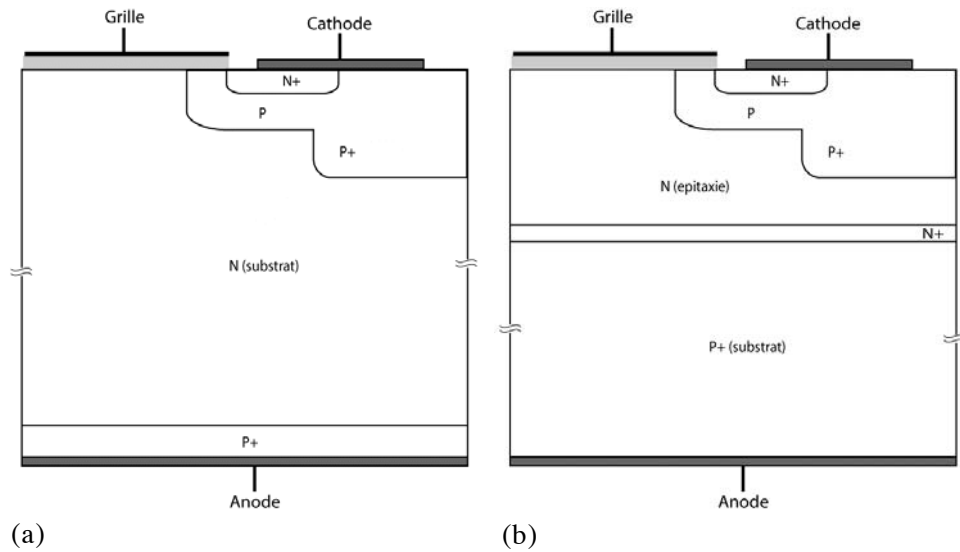 Grille
Cathode
N+
P
P+
N (substrat)
P+
Anode
(a)
Grille
Cathode
N+
P
P+
N (epitaxie)
N+
P+ (substrat)
Anode
(b)